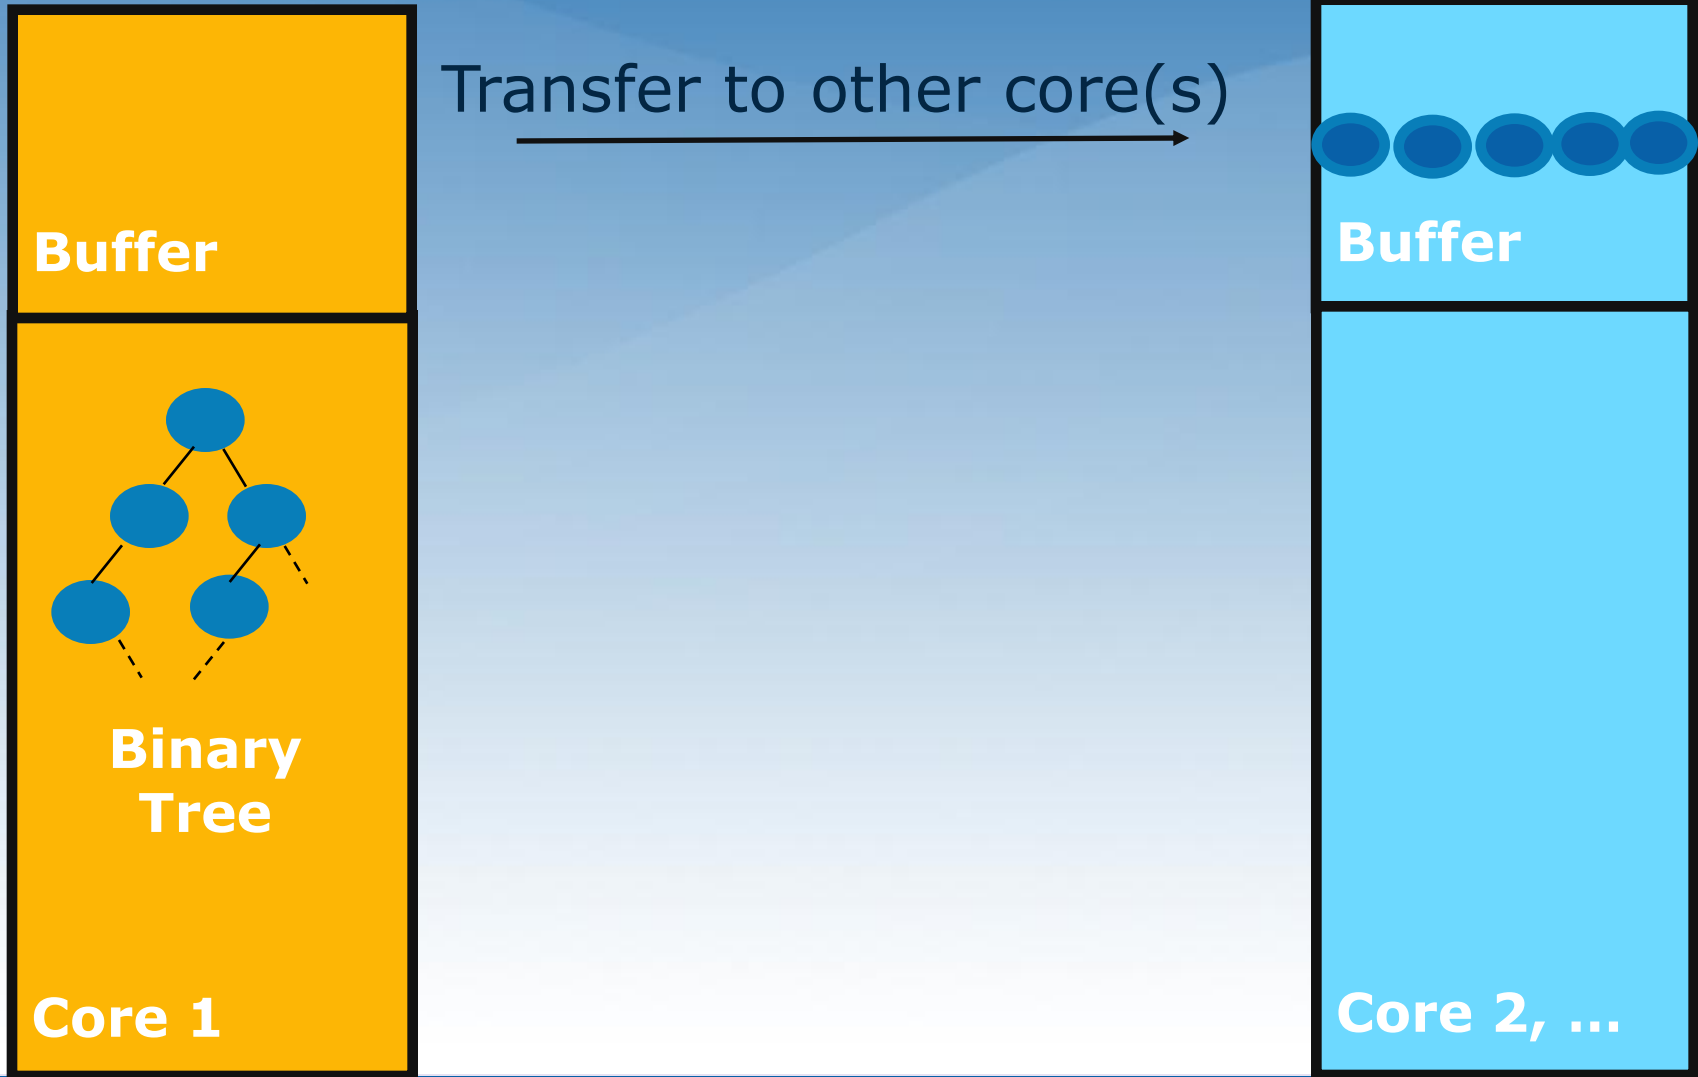 Transfer to other core(s)
Buffer
Buffer
Binary
Tree
Core 1
Core 2, ...